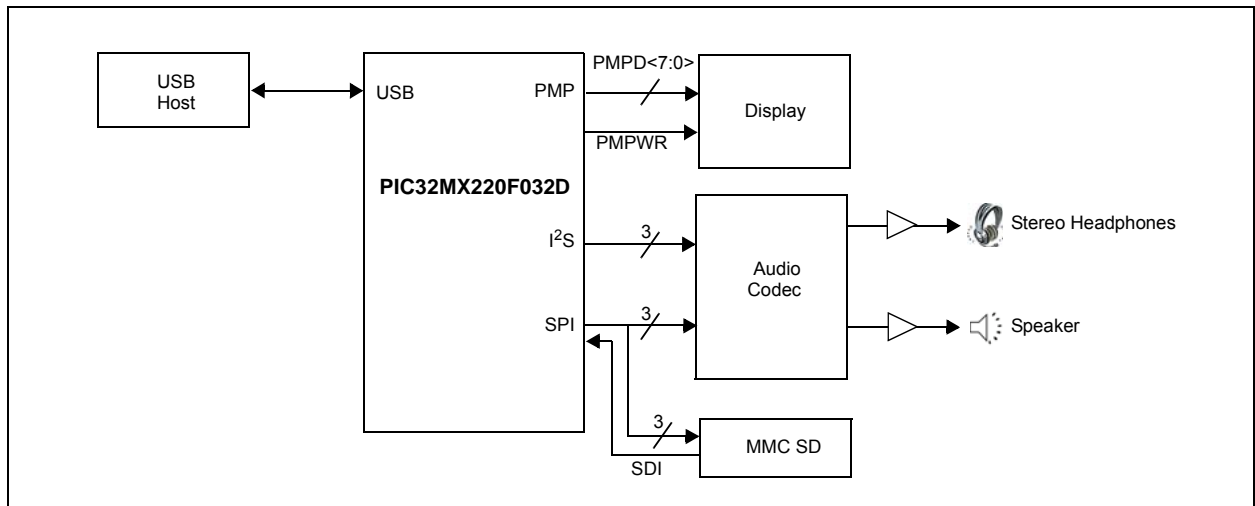 USB
Host
USB
PMP
PMPD<7:0>
PMPWR
Display
PIC32MX220F032D
I²S
3
Audio
Codec
Stereo Headphones
SPI
3
Speaker
3
SDI
MMC SD